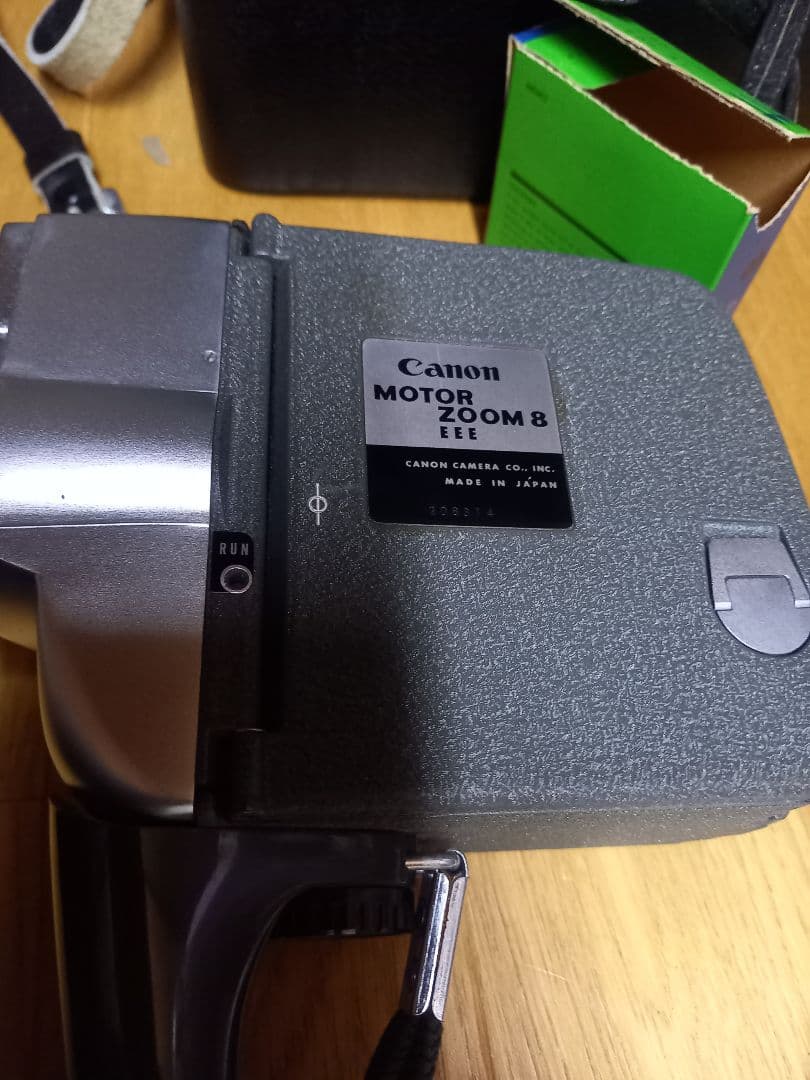 Canon
MOTOR
ZOOM 8
EEE
CANON CAMERA CO., INC.
MADE IN JAPAN
RUN